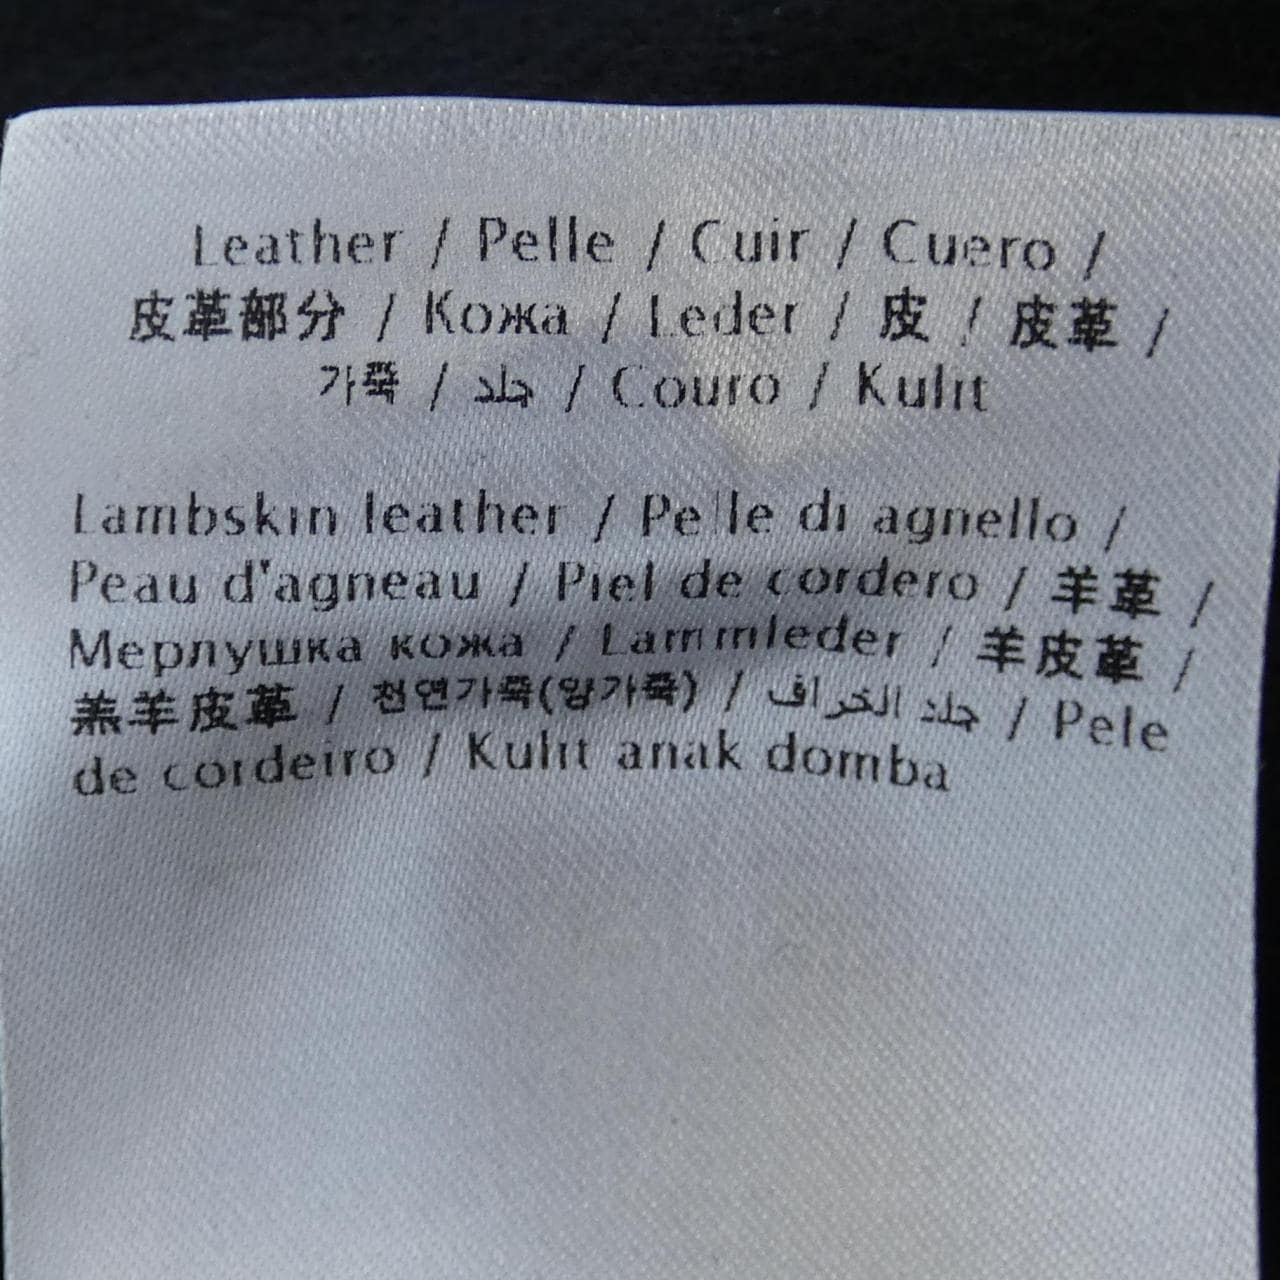 Leather / Pelle / Cuir / Cuero /
皮革部分 / Кожа / Leder / 皮 / 皮革 /
가죽 / جلد / Couro / Kulit
Lambskin leather / Pelle di agnello /
Peau d'agneau / Piel de cordero / 羊革 /
Мерлушка кожа / Lammleder / 羊皮革 /
羔羊皮革 / 천연가죽(양가죽) / جلد الخراف / Pele
de cordeiro / Kulit anak domba